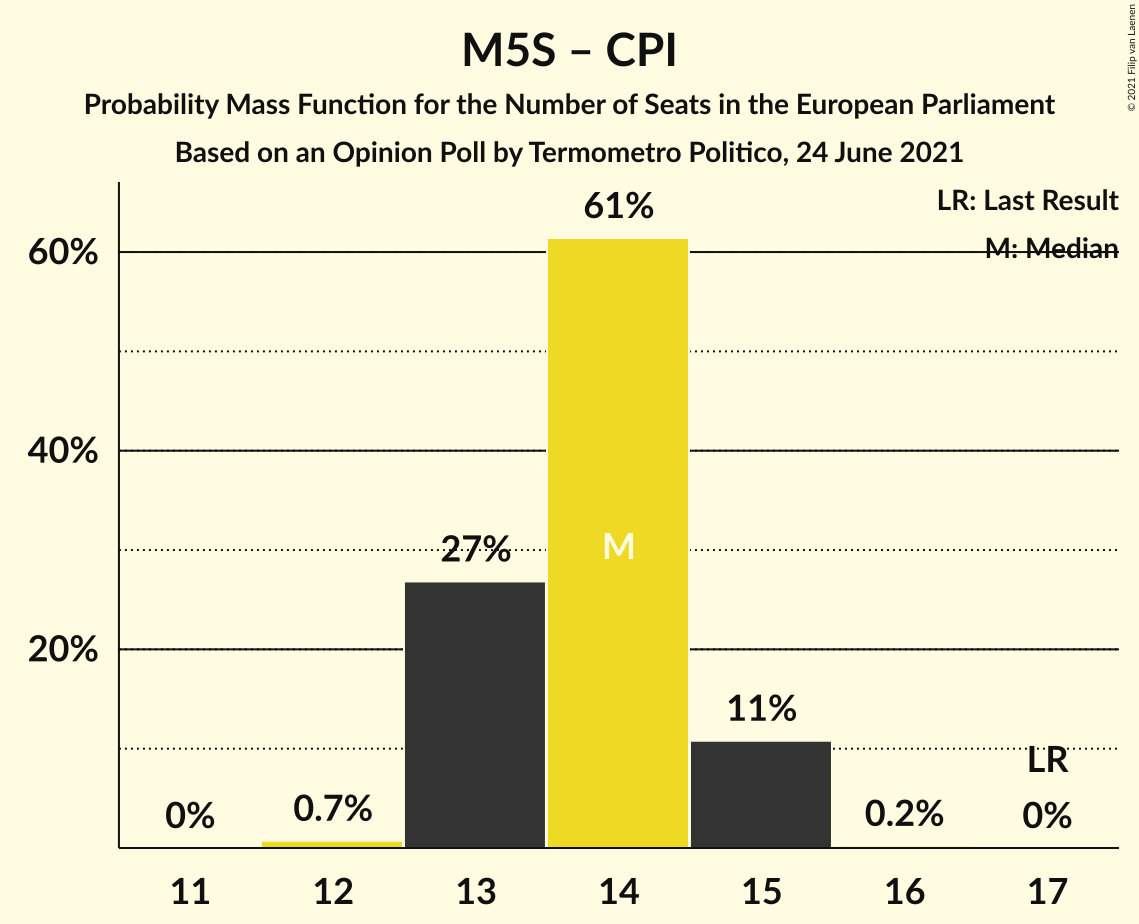 M5S – CPI
Probability Mass Function for the Number of Seats in the European Parliament
Based on an Opinion Poll by Termometro Politico, 24 June 2021
© 2021 Filip van Laenen
LR: Last Result
M: Median
60%
40%
20%
0%
0.7%
27%
61%
M
11%
0.2%
LR
0%
11
12
13
14
15
16
17